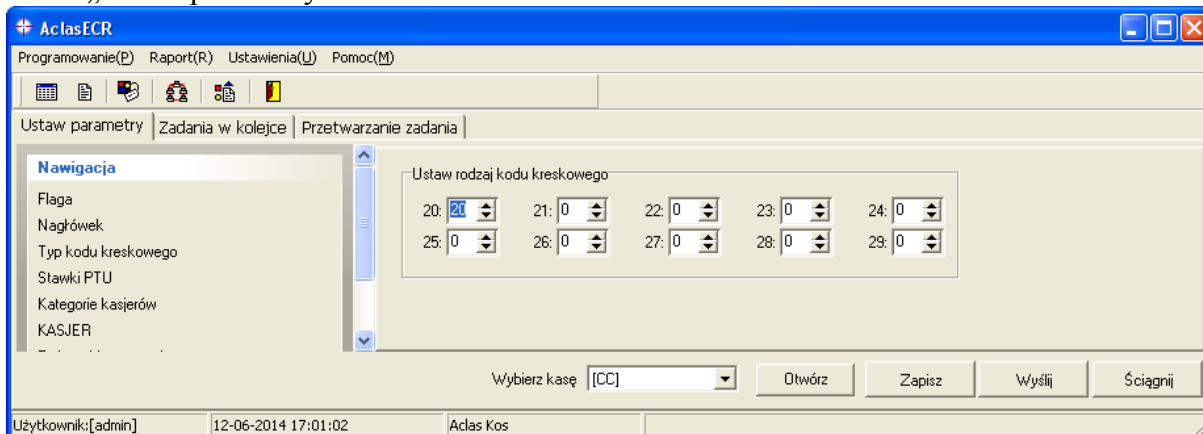 AclasECR
Programowanie(P) Raport(R) Ustawienia(U) Pomoc(M)
Ustaw parametry Zadania w kolejce Przetwarzanie zadania
Nawigacja
Flaga
Nagłówek
Typ kodu kreskowego
Stawki PTU
Kategorie kasjerów
KASJER
Ustaw rodzaj kodu kreskowego
20: 20 21: 0 22: 0 23: 0 24: 0
25: 0 26: 0 27: 0 28: 0 29: 0
Wybierz kasę [CC] Otwórz Zapisz Wyślij Ściągnij
Użytkownik:[admin] 12-06-2014 17:01:02 Aclas Kos